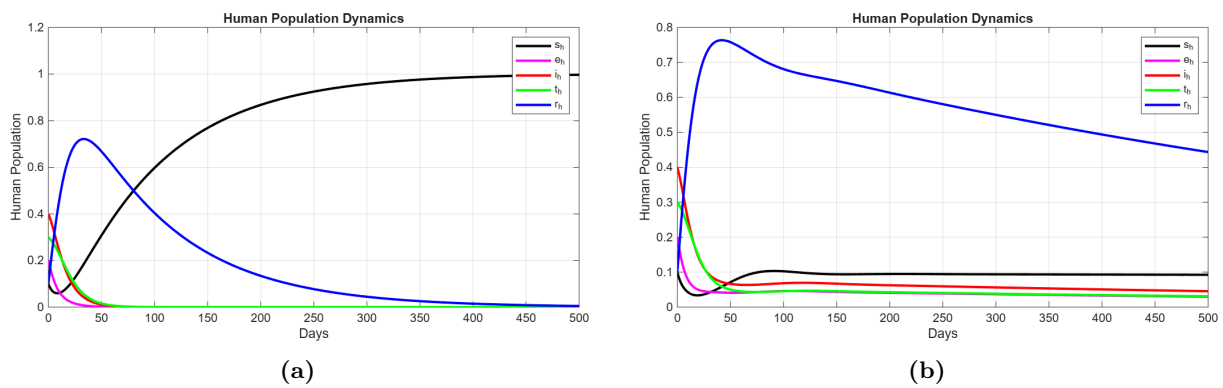 Human Population Dynamics
Human Population
1.2
1
0.8
0.6
0.4
0.2
0
0 50 100 150 200 250 300 350 400 450 500
Days
s_h
e_h
i_h
t_h
r_h
(a)
Human Population Dynamics
Human Population
0.8
0.7
0.6
0.5
0.4
0.3
0.2
0.1
0
0 50 100 150 200 250 300 350 400 450 500
Days
s_h
e_h
i_h
t_h
r_h
(b)